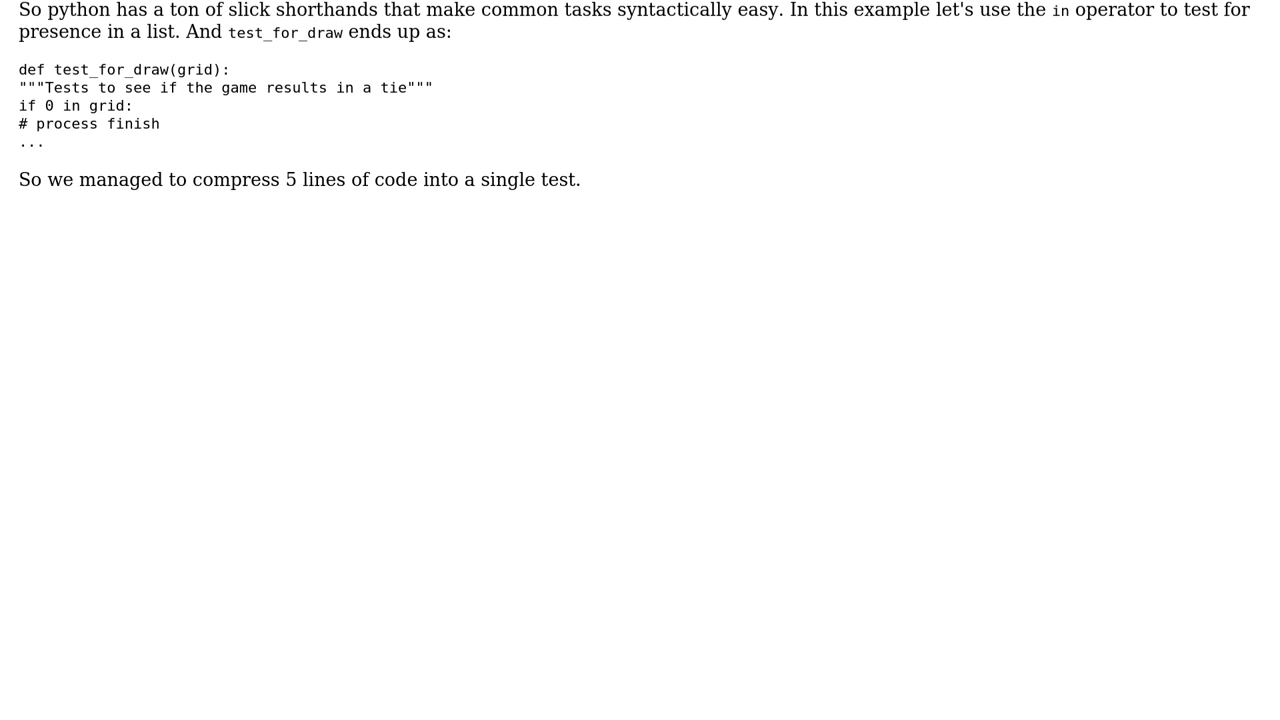 So python has a ton of slick shorthands that make common tasks syntactically easy. In this example let's use the in operator to test for
presence in a list. And test_for_draw ends up as:
def test_for_draw(grid):
"""Tests to see if the game results in a tie"""
if 0 in grid:
# process finish
...
So we managed to compress 5 lines of code into a single test.